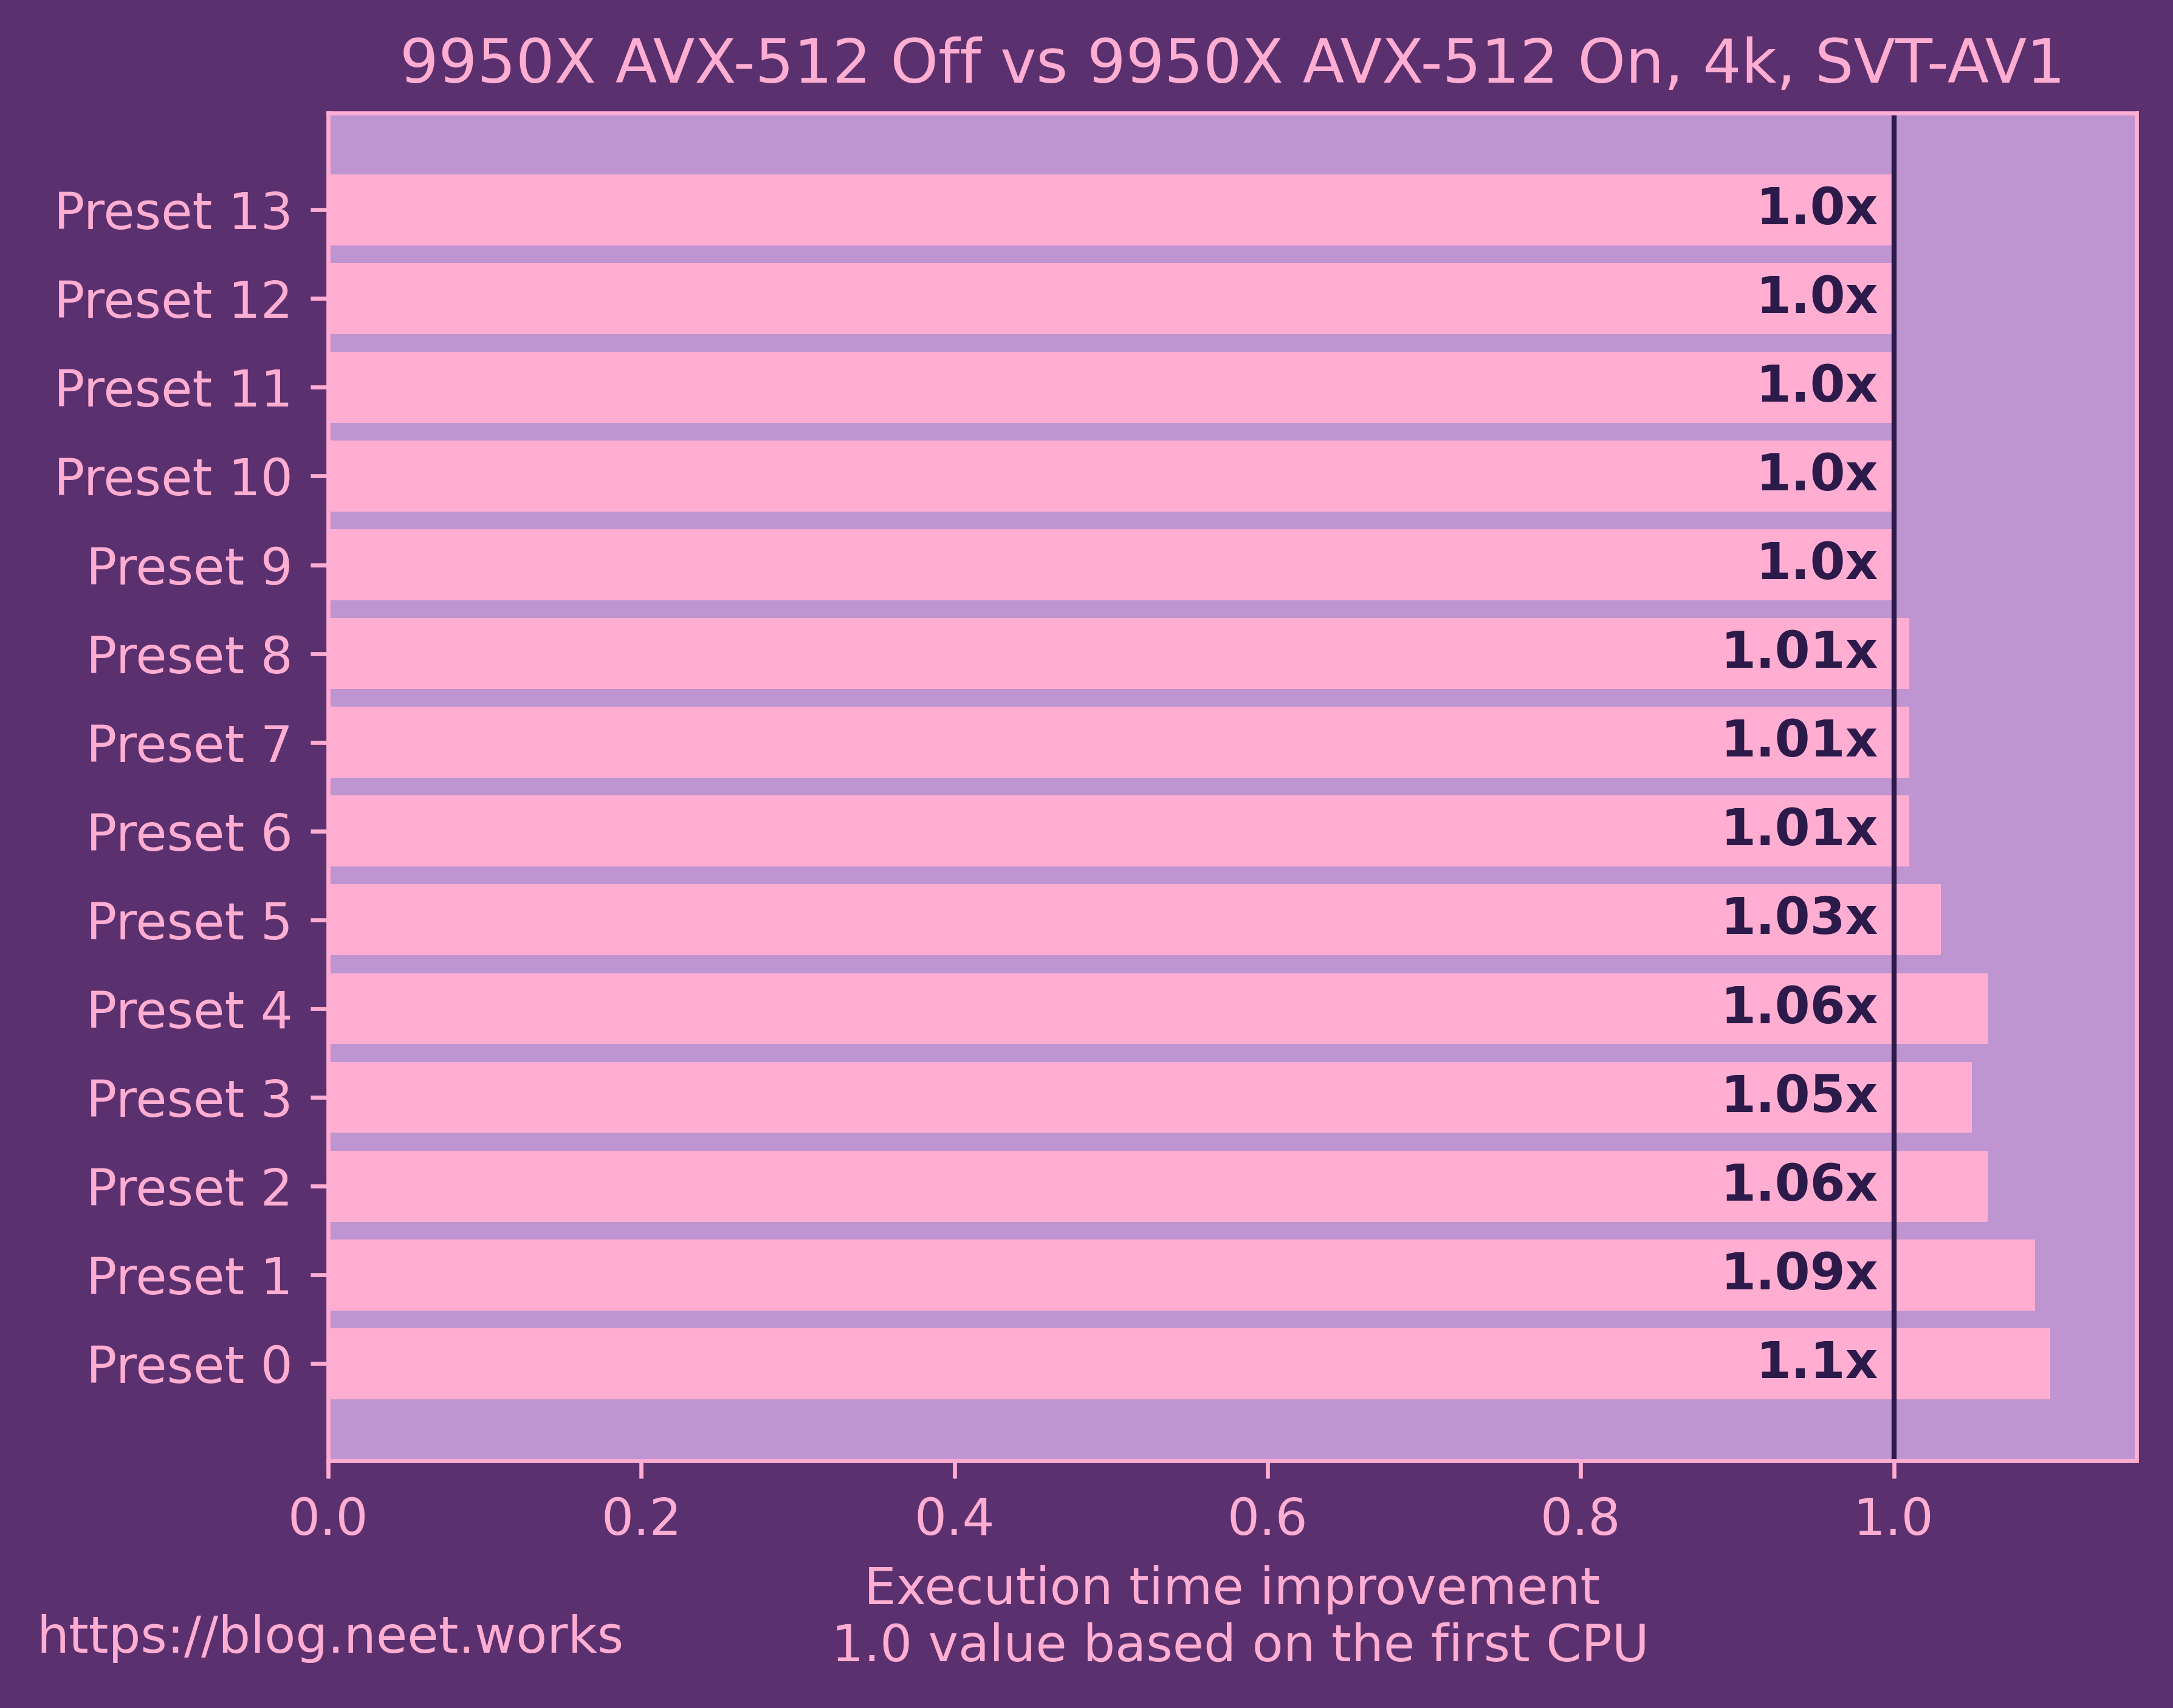 9950X AVX-512 Off vs 9950X AVX-512 On, 4k, SVT-AV1
Preset 13 1.0x
Preset 12 1.0x
Preset 11 1.0x
Preset 10 1.0x
Preset 9 1.0x
Preset 8 1.01x
Preset 7 1.01x
Preset 6 1.01x
Preset 5 1.03x
Preset 4 1.06x
Preset 3 1.05x
Preset 2 1.06x
Preset 1 1.09x
Preset 0 1.1x
0.0 0.2 0.4 0.6 0.8 1.0
Execution time improvement
1.0 value based on the first CPU
https://blog.neet.works